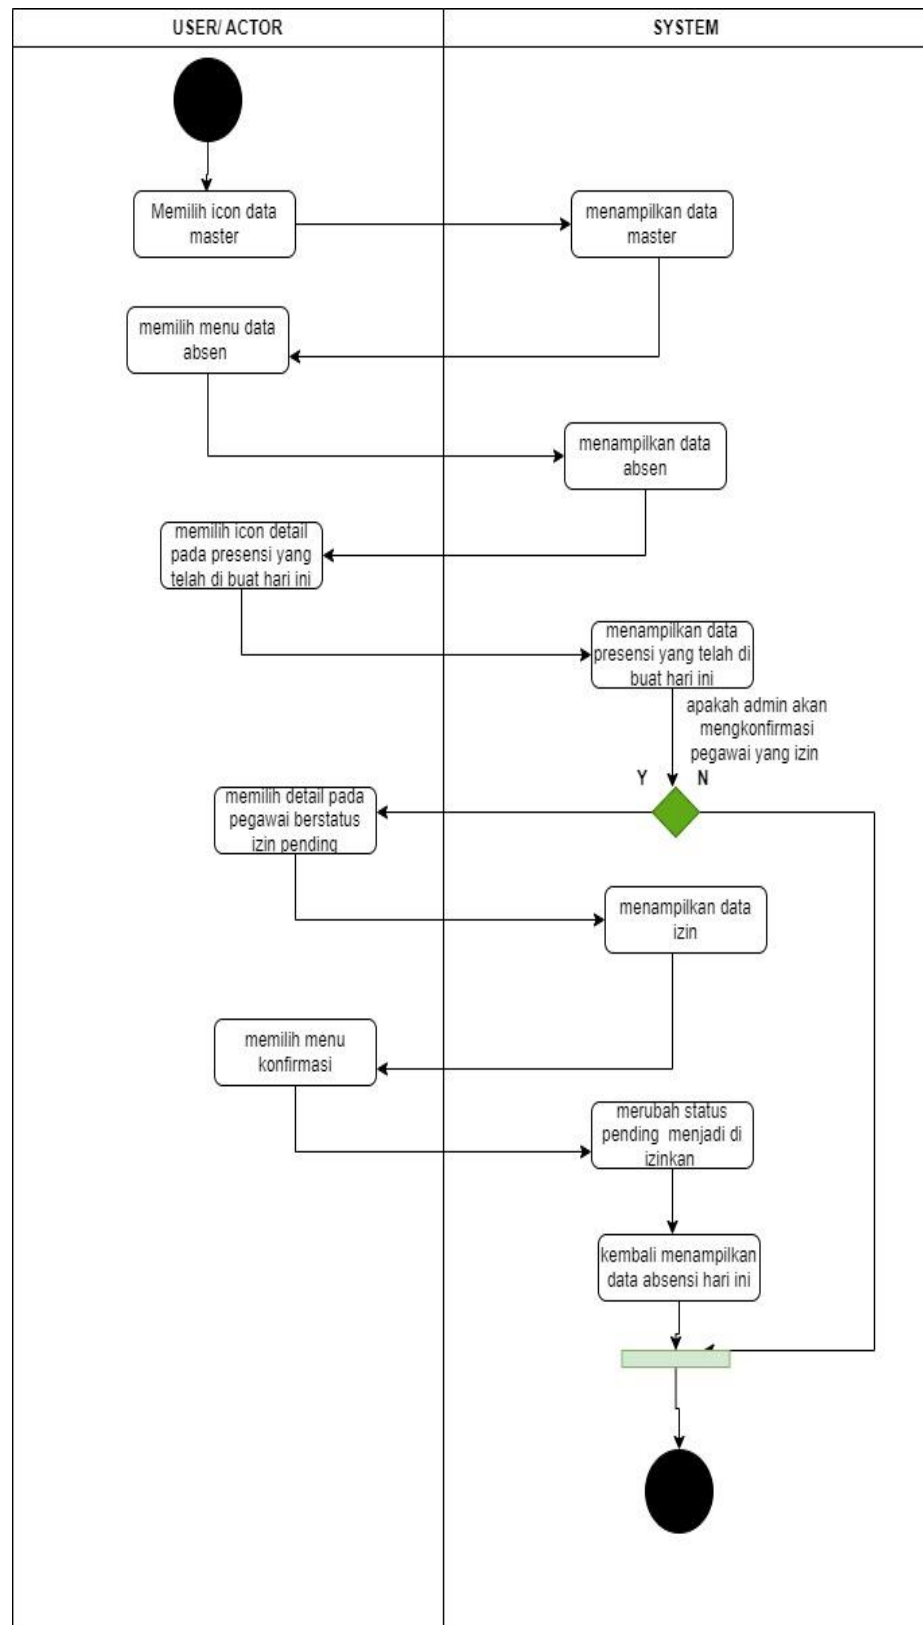 USER/ ACTOR
SYSTEM
Memilih icon data
master
menampilkan data
master
memilih menu data
absen
menampilkan data
absen
memilih icon detail
pada presensi yang
telah di buat hari ini
menampilkan data
presensi yang telah di
buat hari ini
apakah admin akan
mengkonfirmasi
pegawai yang izin
Y
N
memilih detail pada
pegawai berstatus
izin pending
menampilkan data
izin
memilih menu
konfirmasi
merubah status
pending menjadi di
izinkan
kembali menampilkan
data absensi hari ini